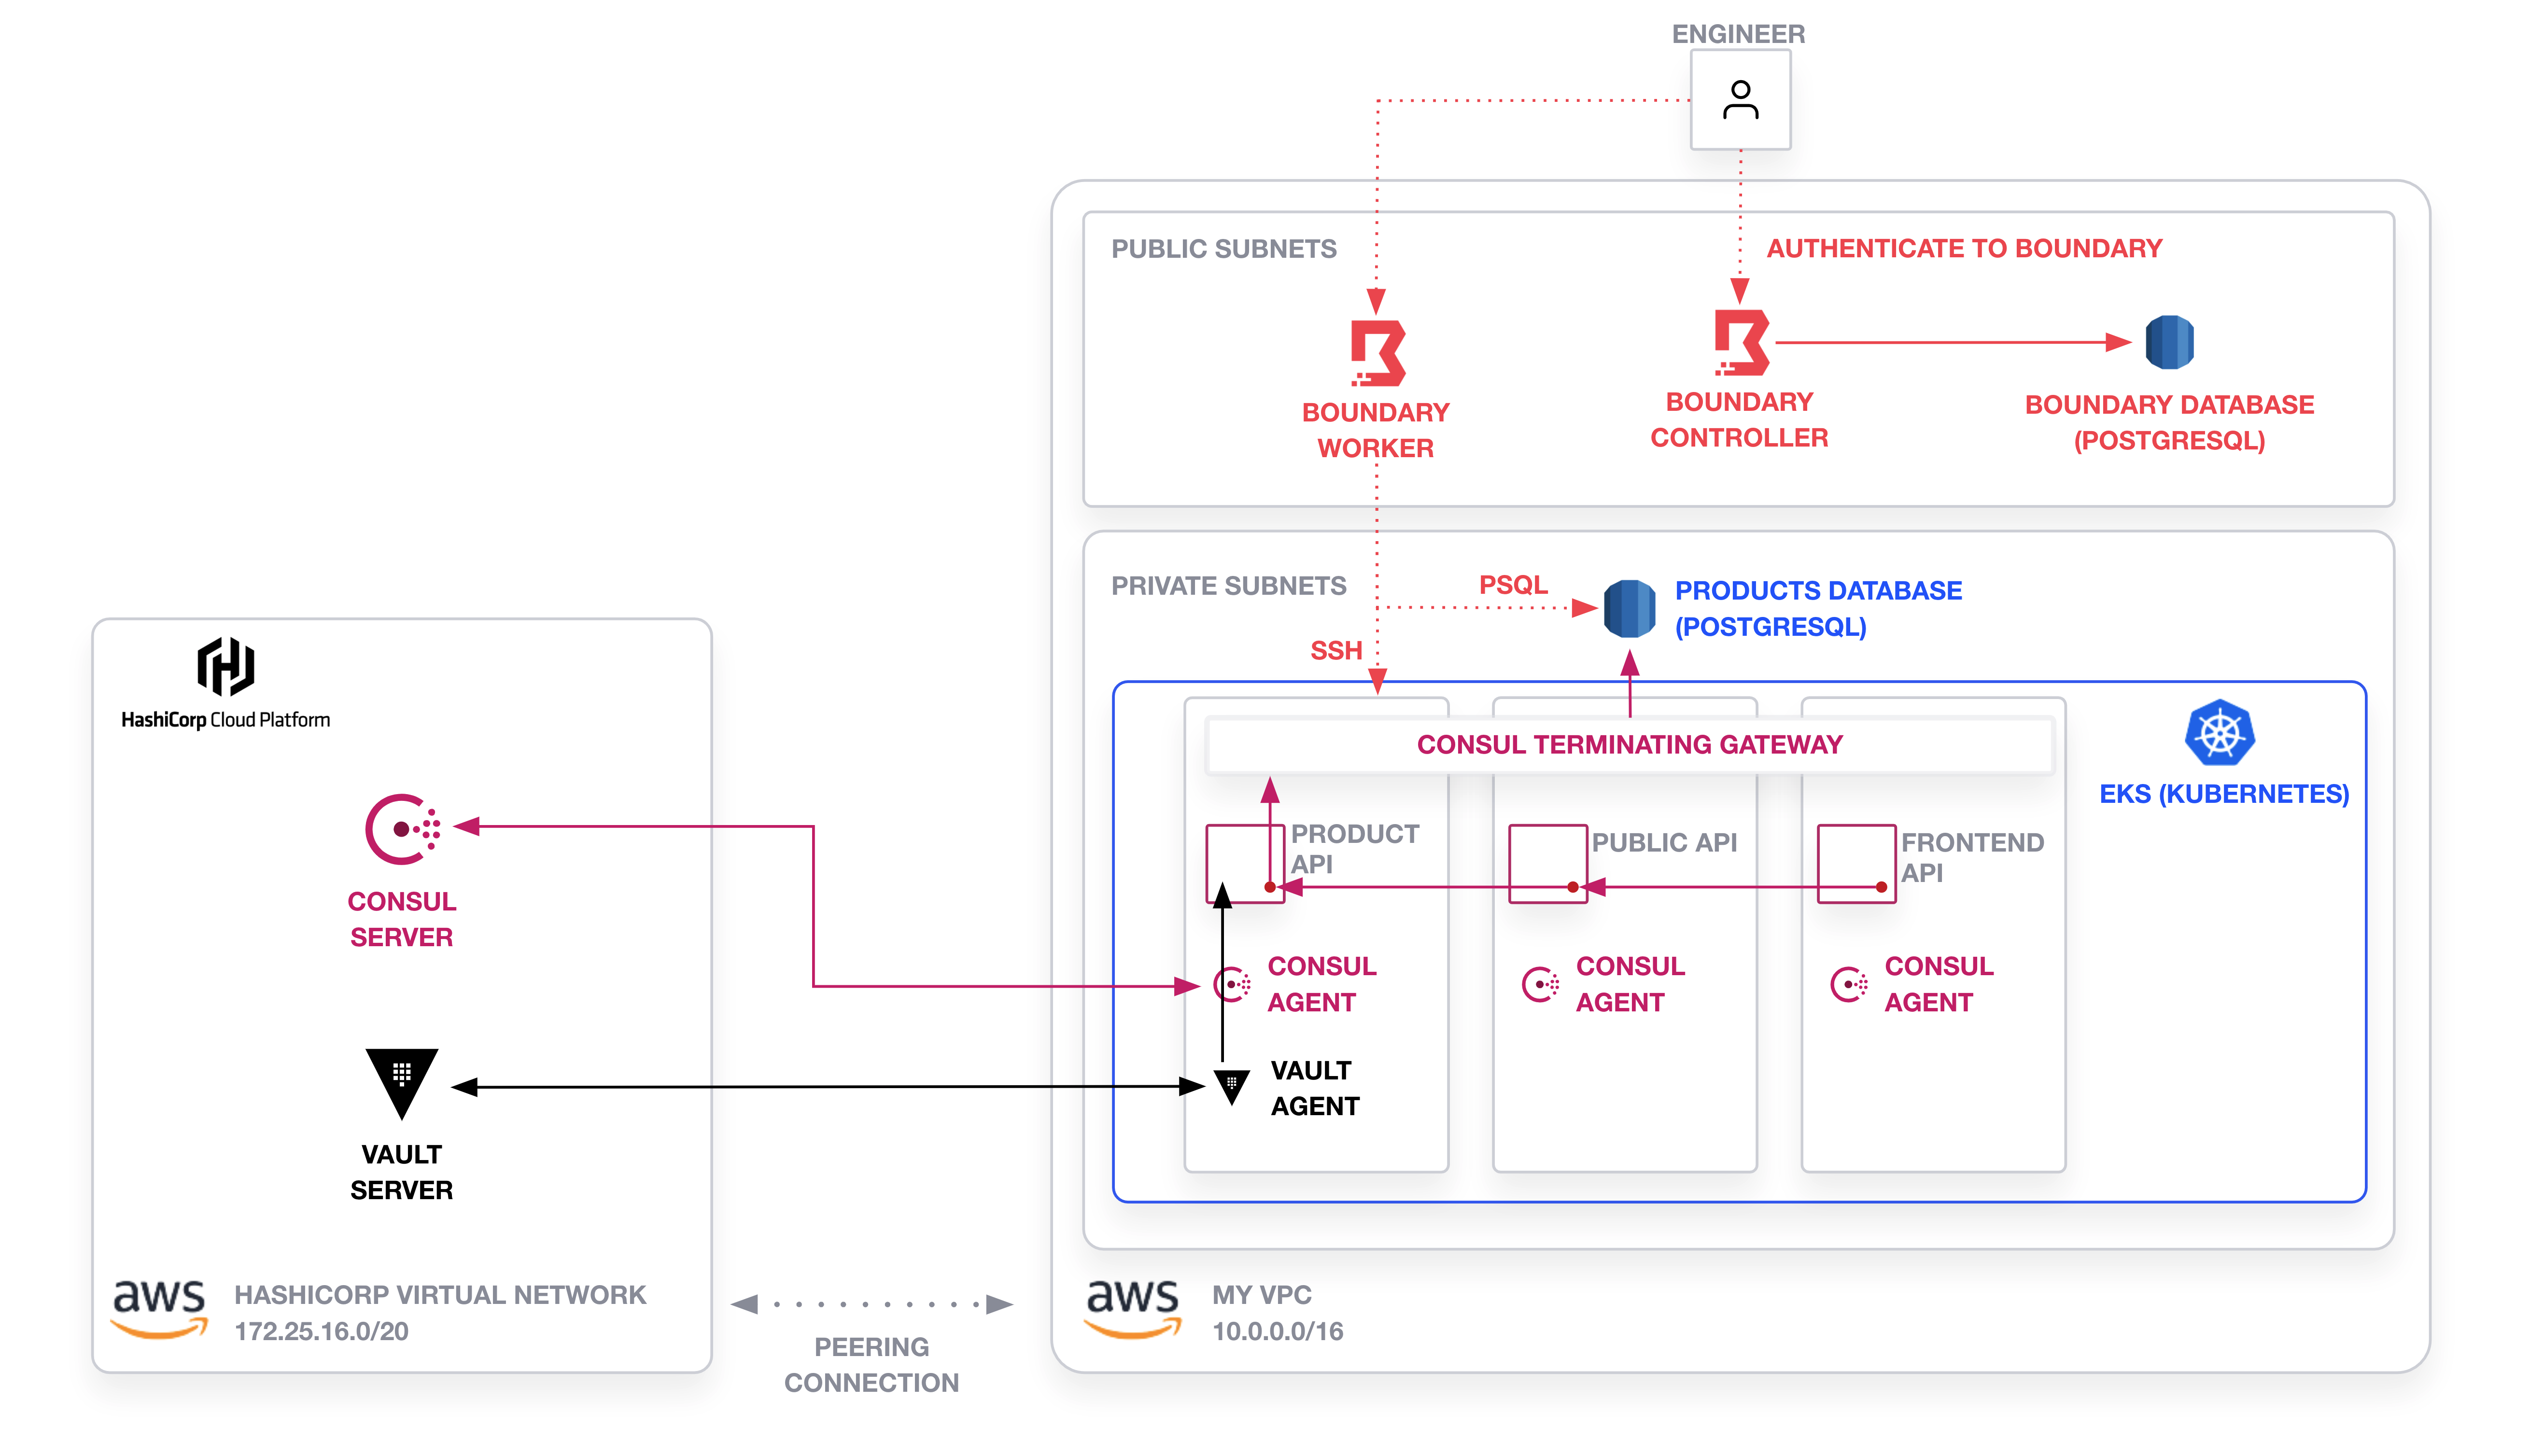 ENGINEER
PUBLIC SUBNETS
AUTHENTICATE TO BOUNDARY
BOUNDARY
WORKER
BOUNDARY
CONTROLLER
BOUNDARY DATABASE
(POSTGRESQL)
PRIVATE SUBNETS
PSQL
PRODUCTS DATABASE
(POSTGRESQL)
SSH
HashiCorp Cloud Platform
CONSUL TERMINATING GATEWAY
EKS (KUBERNETES)
PRODUCT
API
PUBLIC API
FRONTEND
API
CONSUL
SERVER
CONSUL
AGENT
CONSUL
AGENT
CONSUL
AGENT
VAULT
AGENT
VAULT
SERVER
aws
HASHICORP VIRTUAL NETWORK
172.25.16.0/20
PEERING
CONNECTION
aws
MY VPC
10.0.0.0/16